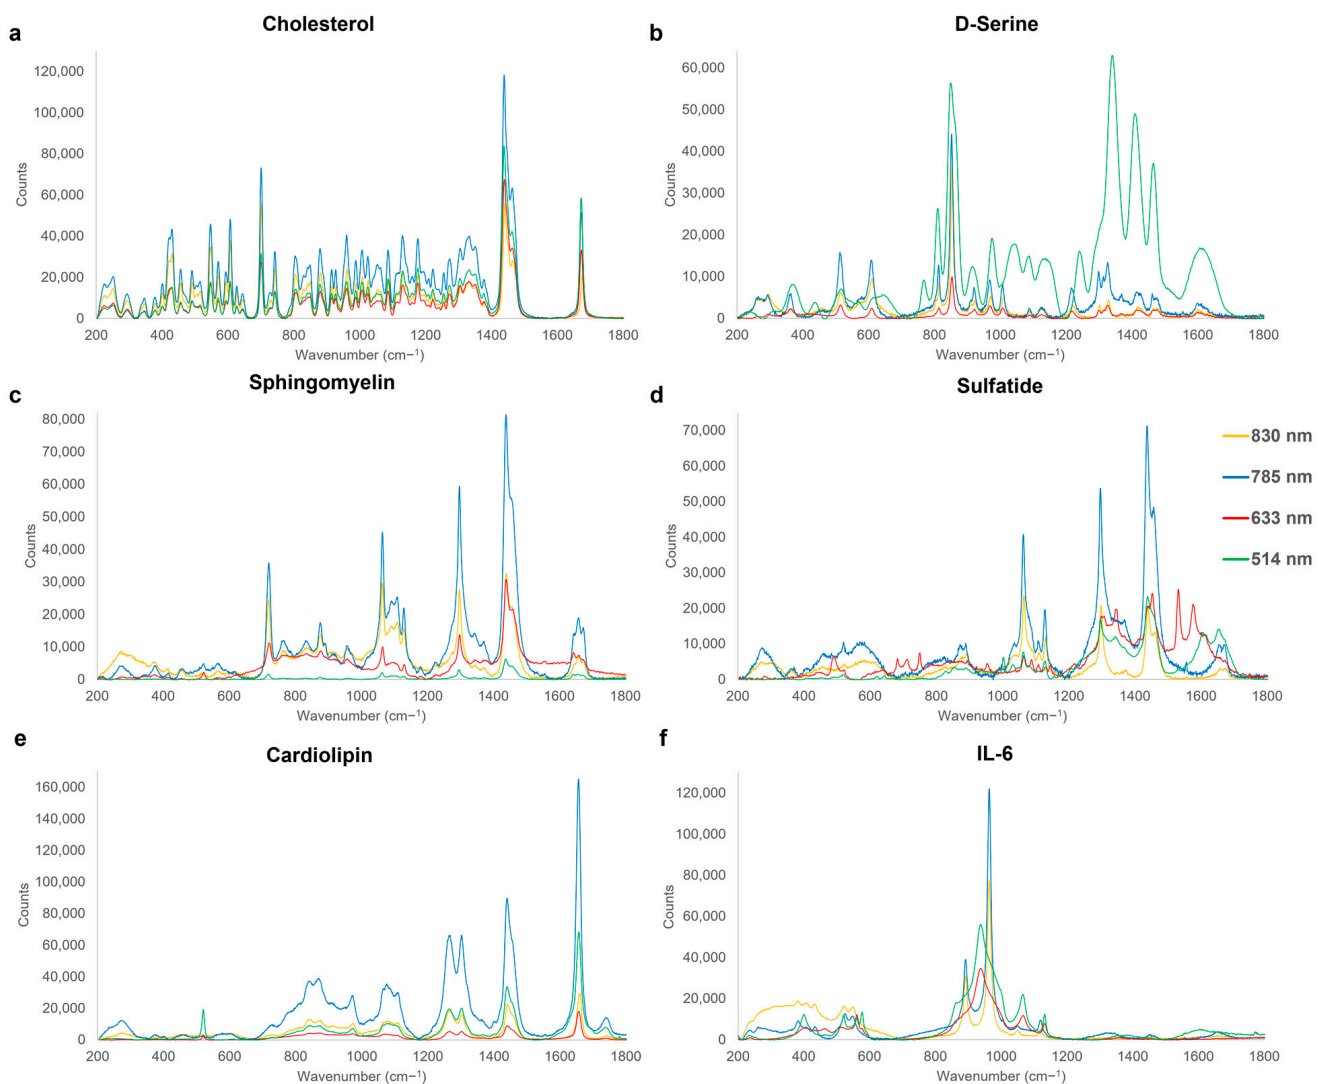 a
Cholesterol
120,000
100,000
80,000
60,000
40,000
20,000
0
Counts
200 400 600 800 1000 1200 1400 1600 1800
Wavenumber (cm−1)
b
D-Serine
60,000
50,000
40,000
30,000
20,000
10,000
0
Counts
200 400 600 800 1000 1200 1400 1600 1800
Wavenumber (cm−1)
c
Sphingomyelin
80,000
70,000
60,000
50,000
40,000
30,000
20,000
10,000
0
Counts
200 400 600 800 1000 1200 1400 1600 1800
Wavenumber (cm−1)
d
Sulfatide
70,000
60,000
50,000
40,000
30,000
20,000
10,000
0
Counts
200 400 600 800 1000 1200 1400 1600 1800
Wavenumber (cm−1)
830 nm
785 nm
633 nm
514 nm
e
Cardiolipin
160,000
140,000
120,000
100,000
80,000
60,000
40,000
20,000
0
Counts
200 400 600 800 1000 1200 1400 1600 1800
Wavenumber (cm−1)
f
IL-6
120,000
100,000
80,000
60,000
40,000
20,000
0
Counts
200 400 600 800 1000 1200 1400 1600 1800
Wavenumber (cm−1)